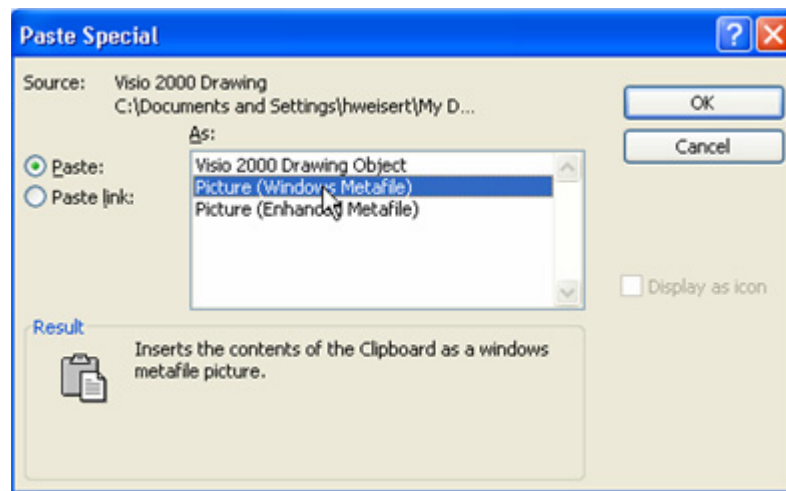 Paste Special
Source: Visio 2000 Drawing
C:\Documents and Settings\hweisert\My D...
As:
Paste:
Paste link:
Visio 2000 Drawing Object
Picture (Windows Metafile)
Picture (Enhanced Metafile)
OK
Cancel
Display as icon
Result
Inserts the contents of the Clipboard as a windows
metafile picture.